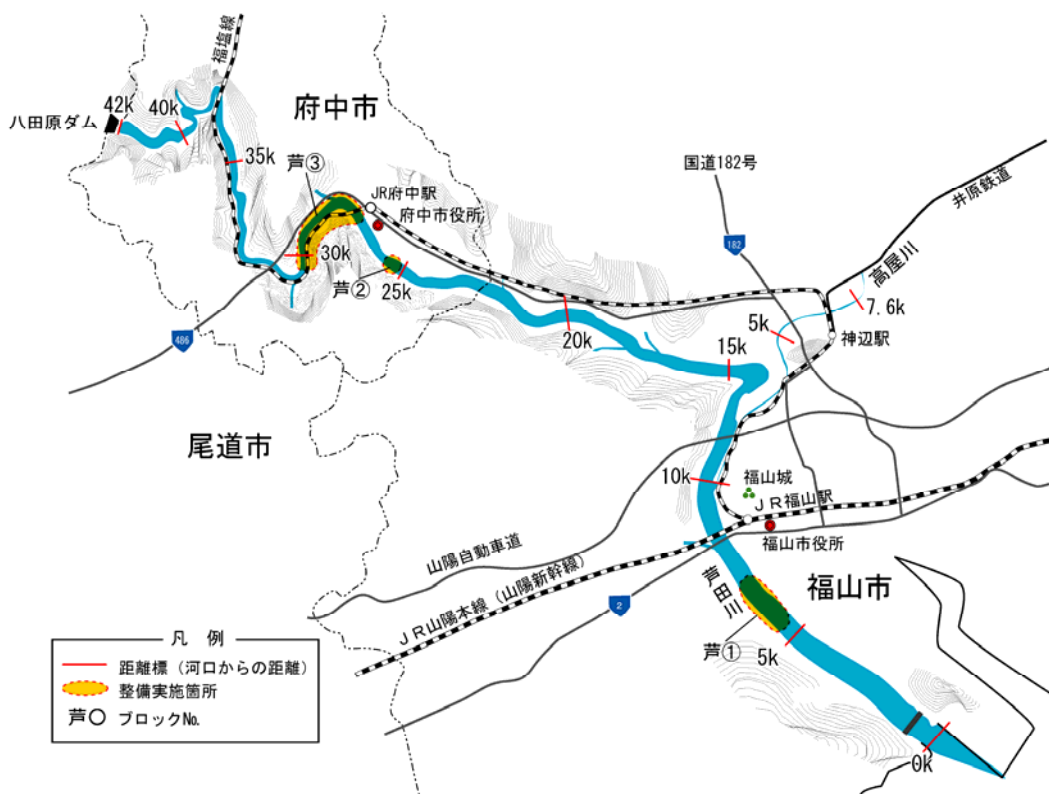 福塩線
42k
40k
八田原ダム
府中市
35k
芦③
JR府中駅
府中市役所
国道182号
井原鉄道
182
高屋川
30k
芦②
25k
7.6k
5k
神辺駅
20k
15k
486
尾道市
10k
福山城
JR福山駅
福山市役所
山陽自動車道
JR山陽本線(山陽新幹線)
2
芦田川
福山市
芦①
5k
0k
凡 例
距離標(河口からの距離)
整備実施箇所
芦○ ブロックNo.